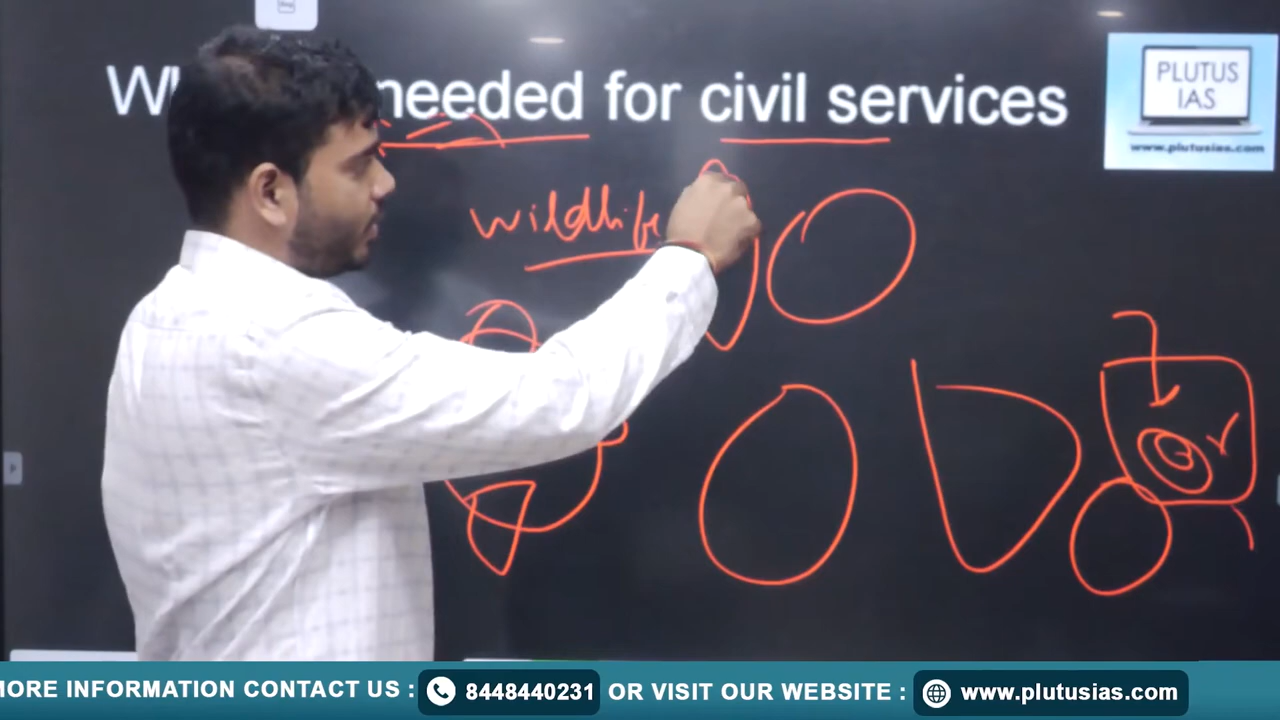 needed for civil services
PLUTUS
IAS
www.plutusias.com
wildlife
MORE INFORMATION CONTACT US : 8448440231 OR VISIT OUR WEBSITE : www.plutusias.com